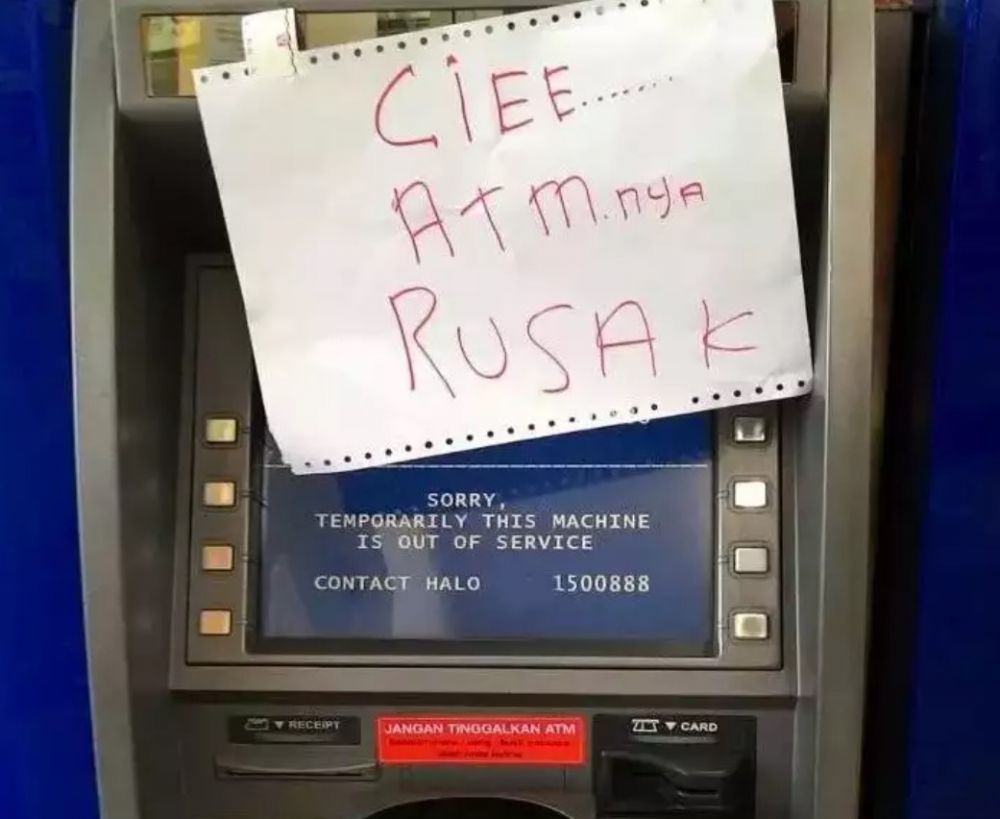 CiEE.......
ATM.nyA
RUSAK
SORRY,
TEMPORARILY THIS MACHINE
IS OUT OF SERVICE
CONTACT HALO 1500888
RECEIPT
JANGAN TINGGALKAN ATM
CARD